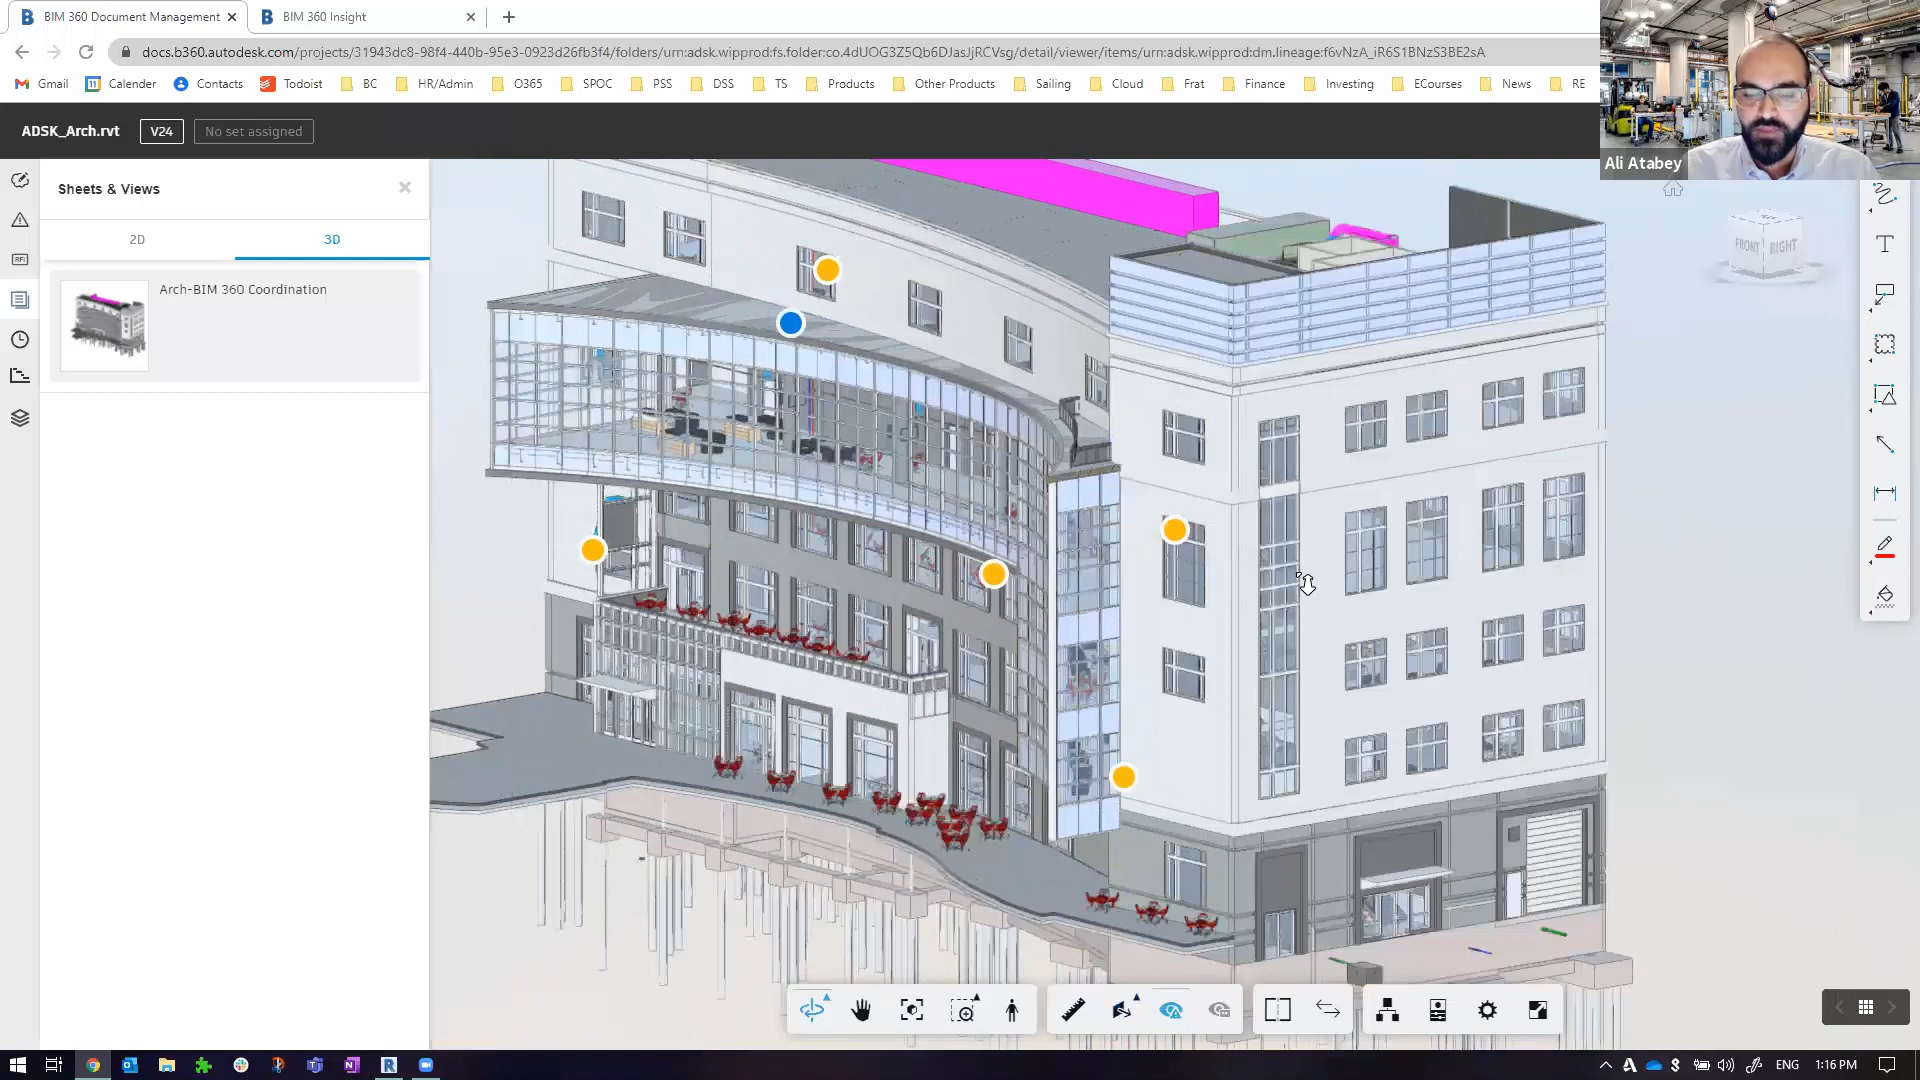 BIM 360 Document Management
BIM 360 Insight
docs.b360.autodesk.com/projects/31943dc8-98f4-440b-95e3-0923d26fb3f4/folders/urn:adsk.wipprod:fs.folder:co.4dUOG3Z5Qb6DJasJjRCVsg/detail/viewer/items/urn:adsk.wipprod:dm.lineage:f6vNzA_iR6S1BNzS3BE2sA
Gmail Calender Contacts Todoist BC HR/Admin O365 SPOC PSS DSS TS Products Other Products Sailing Cloud Frat Finance Investing ECourses News RE
ADSK_Arch.rvt V24 No set assigned
Ali Atabey
Sheets & Views
2D 3D
Arch-BIM 360 Coordination
RFI
FRONT RIGHT
ENG 1:16 PM